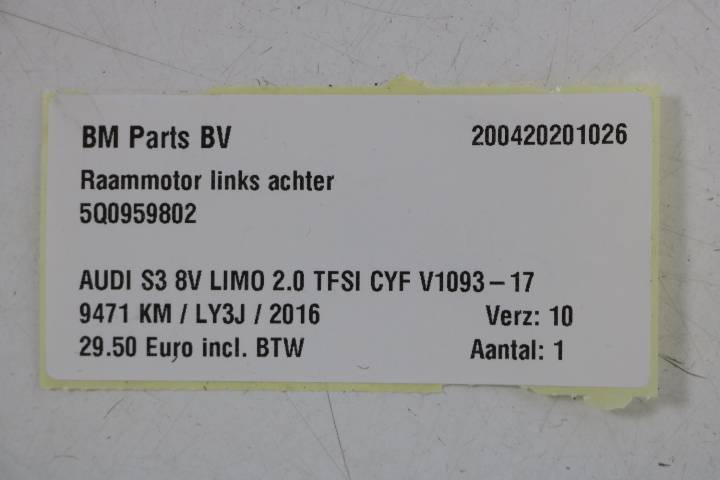 BM Parts BV 200420201026
Raammotor links achter
5Q0959802
AUDI S3 8V LIMO 2.0 TFSI CYF V1093-17
9471 KM / LY3J / 2016 Verz: 10
29.50 Euro incl. BTW Aantal: 1